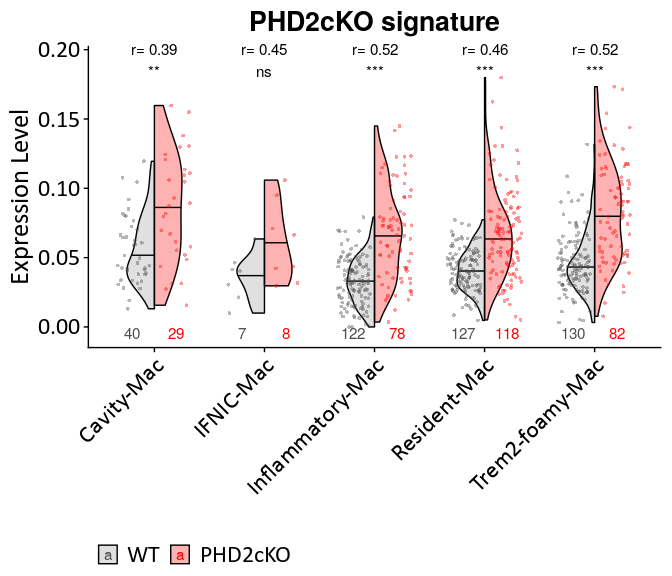 PHD2cKO signature
r= 0.39 r= 0.45 r= 0.52 r= 0.46 r= 0.52
** ns *** *** ***
Expression Level
0.20
0.15
0.10
0.05
0.00
40 29 7 8 122 78 127 118 130 82
Cavity-Mac
IFNIC-Mac
Inflammatory-Mac
Resident-Mac
Trem2-foamy-Mac
a WT a PHD2cKO